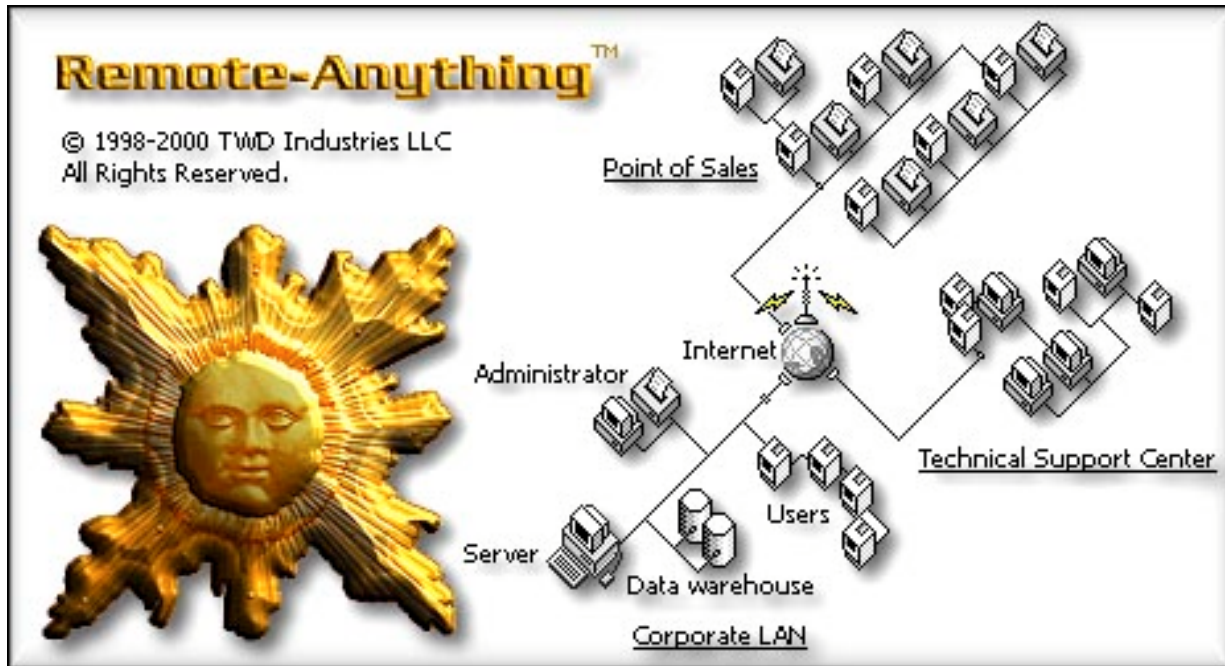 Remote-Anything™
© 1998-2000 TWD Industries LLC
All Rights Reserved.
Point of Sales
Internet
Administrator
Technical Support Center
Users
Server
Data warehouse
Corporate LAN